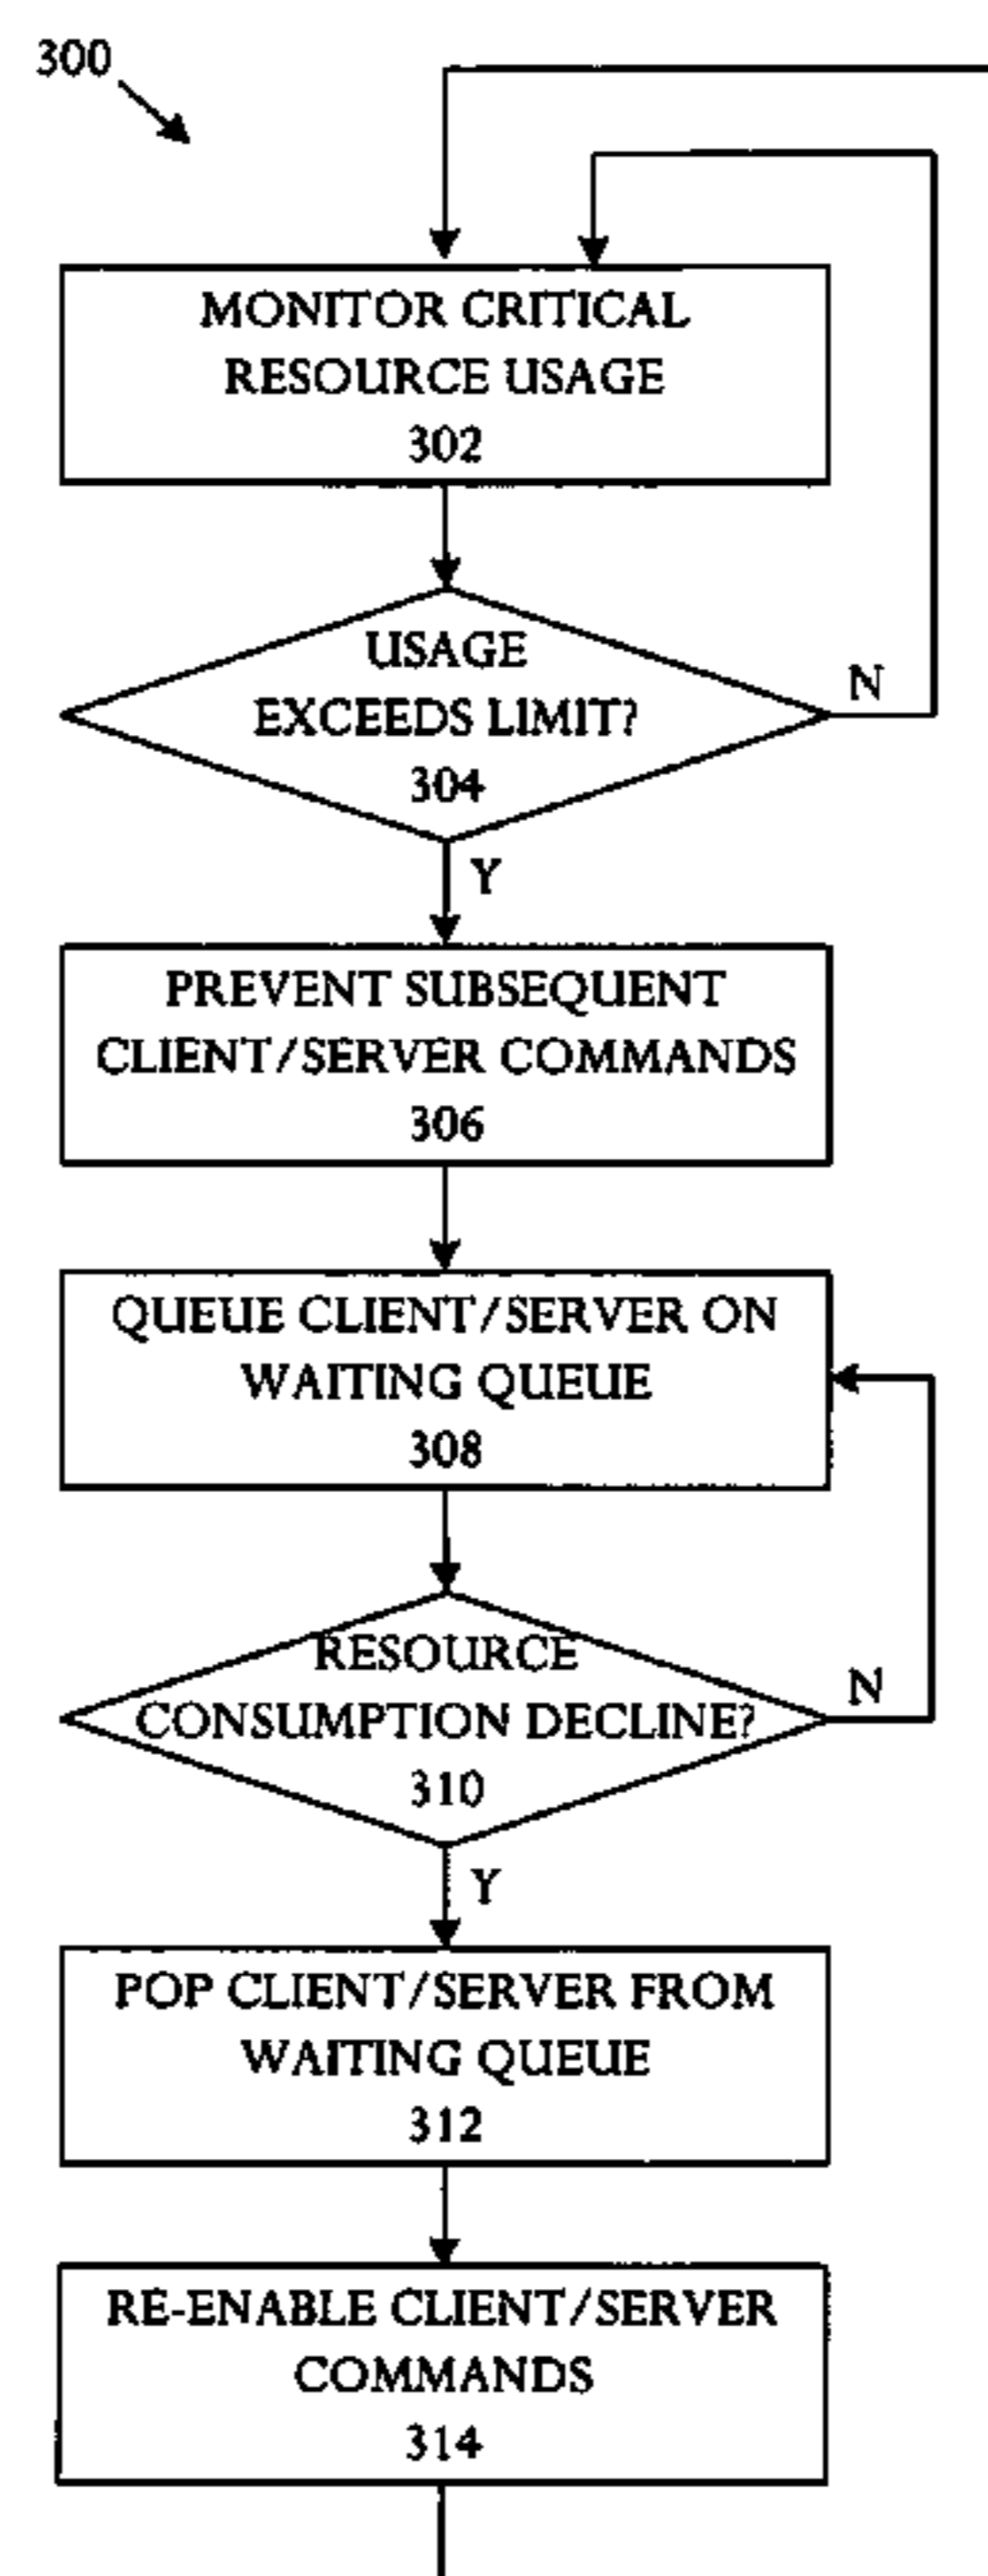 300
MONITOR CRITICAL
RESOURCE USAGE
302
USAGE
EXCEEDS LIMIT?
304
N
Y
PREVENT SUBSEQUENT
CLIENT/SERVER COMMANDS
306
QUEUE CLIENT/SERVER ON
WAITING QUEUE
308
RESOURCE
CONSUMPTION DECLINE?
310
N
Y
POP CLIENT/SERVER FROM
WAITING QUEUE
312
RE-ENABLE CLIENT/SERVER
COMMANDS
314